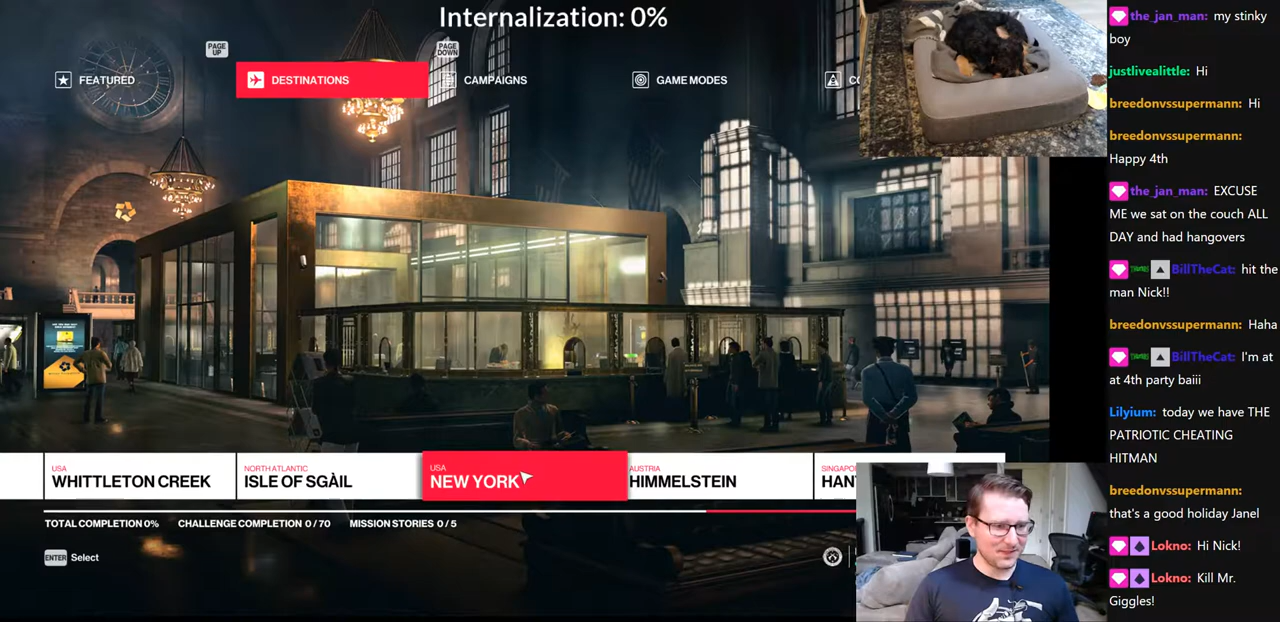 Internalization: 0%
PAGE UP
PAGE DOWN
FEATURED
DESTINATIONS
CAMPAIGNS
GAME MODES
CO
USA
WHITTLETON CREEK
NORTH ATLANTIC
ISLE OF SGÀIL
USA
NEW YORK
AUSTRIA
HIMMELSTEIN
SINGAPO
HAN
TOTAL COMPLETION 0%
CHALLENGE COMPLETION 0 / 70
MISSION STORIES 0 / 5
ENTER Select
the_jan_man: my stinky
boy
justlivealittle: Hi
breedonvssupermann: Hi
breedonvssupermann:
Happy 4th
the_jan_man: EXCUSE
ME we sat on the couch ALL
DAY and had hangovers
BillTheCat: hit the
man Nick!!
breedonvssupermann: Haha
BillTheCat: I'm at
at 4th party baiii
Lilyium: today we have THE
PATRIOTIC CHEATING
HITMAN
breedonvssupermann:
that's a good holiday Janel
Lokno: Hi Nick!
Lokno: Kill Mr.
Giggles!